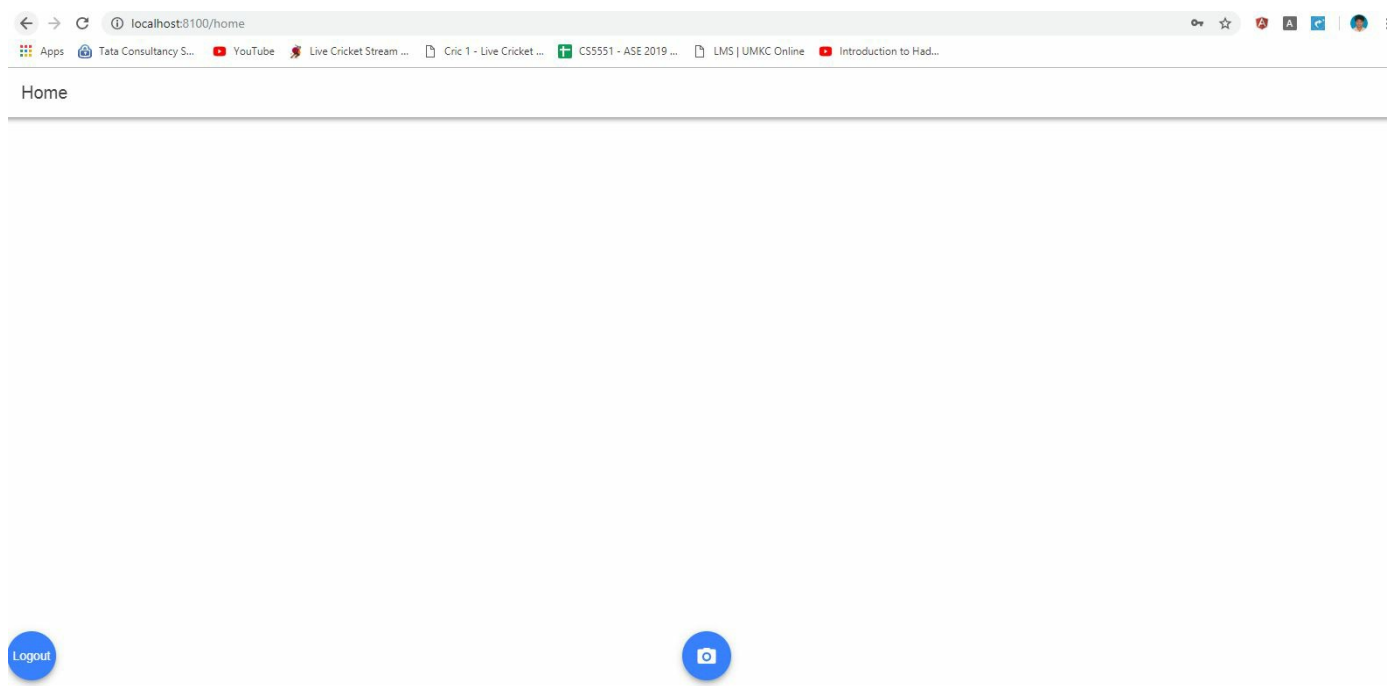 localhost:8100/home
Apps Tata Consultancy S... YouTube Live Cricket Stream ... Cric 1 - Live Cricket ... CS5551 - ASE 2019 ... LMS | UMKC Online Introduction to Had...
Home
Logout